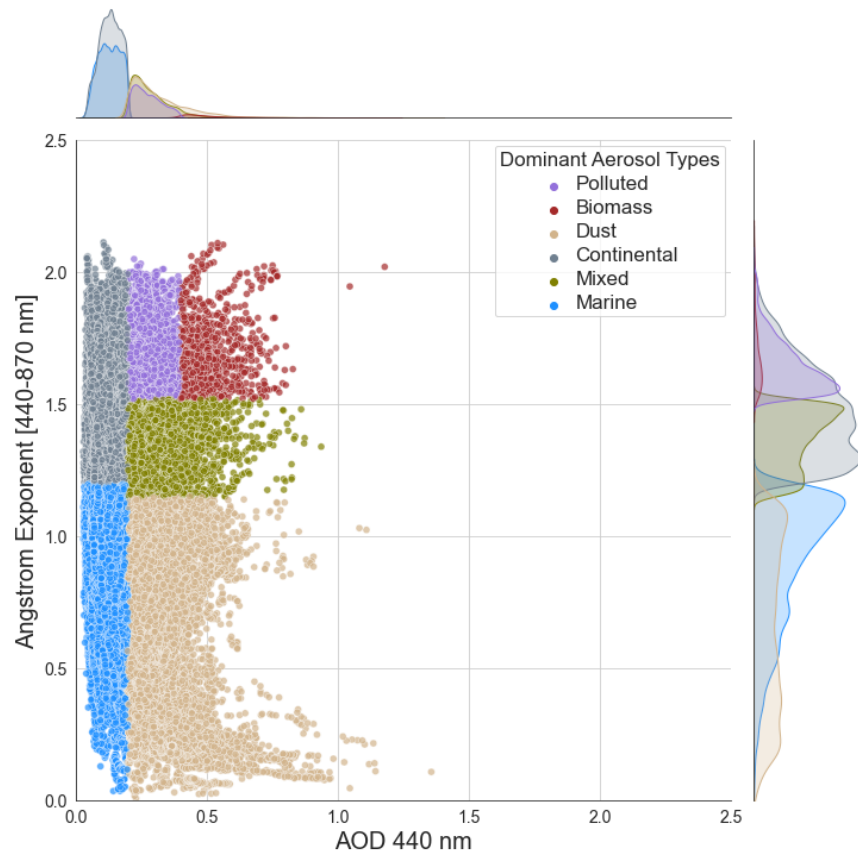 2.5
Dominant Aerosol Types
Polluted
Biomass
Dust
Continental
Mixed
Marine
2.0
1.5
1.0
0.5
0.0
Angstrom Exponent [440-870 nm]
0.0 0.5 1.0 1.5 2.0 2.5
AOD 440 nm